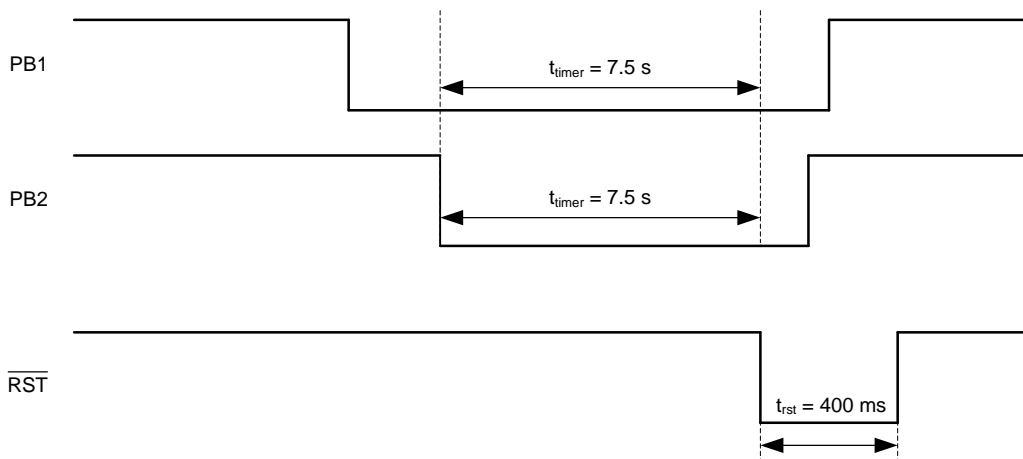 PB1
t_timer = 7.5 s
PB2
t_timer = 7.5 s
RST
t_rst = 400 ms